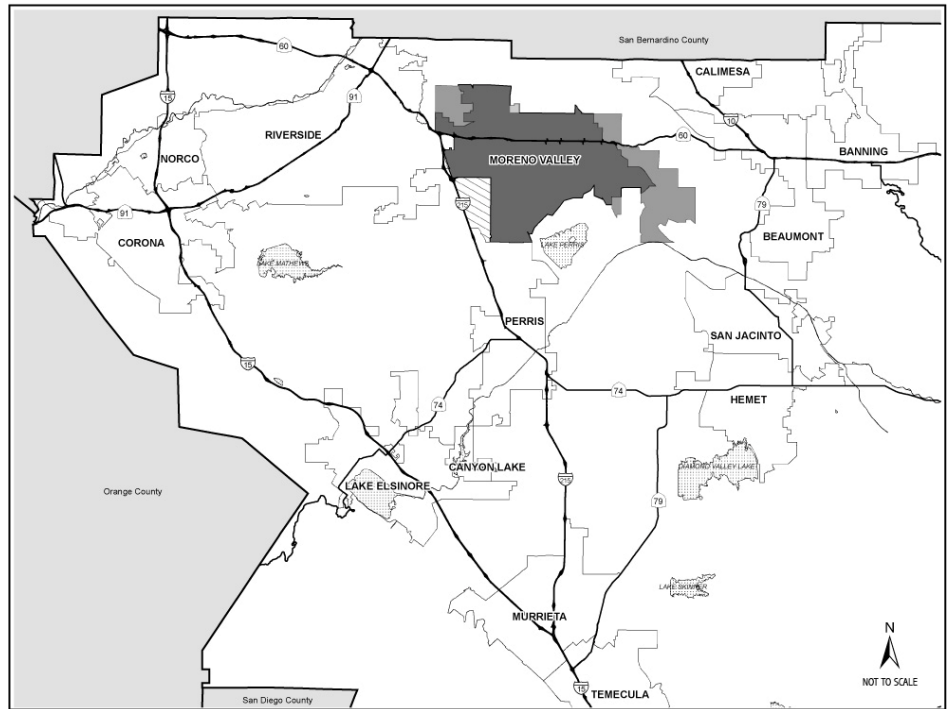 San Bernardino County
60
CALIMESA
15
91
10
RIVERSIDE
60
BANNING
NORCO
MORENO VALLEY
215
79
91
CORONA
BEAUMONT
LAKE PERRIS
LAKE MATHEWS
PERRIS
SAN JACINTO
15
74
74
HEMET
CANYON LAKE
DIAMOND VALLEY LAKE
LAKE ELSINORE
215
Orange County
79
LAKE SKINNER
MURRIETA
N
NOT TO SCALE
15
TEMECULA
San Diego County